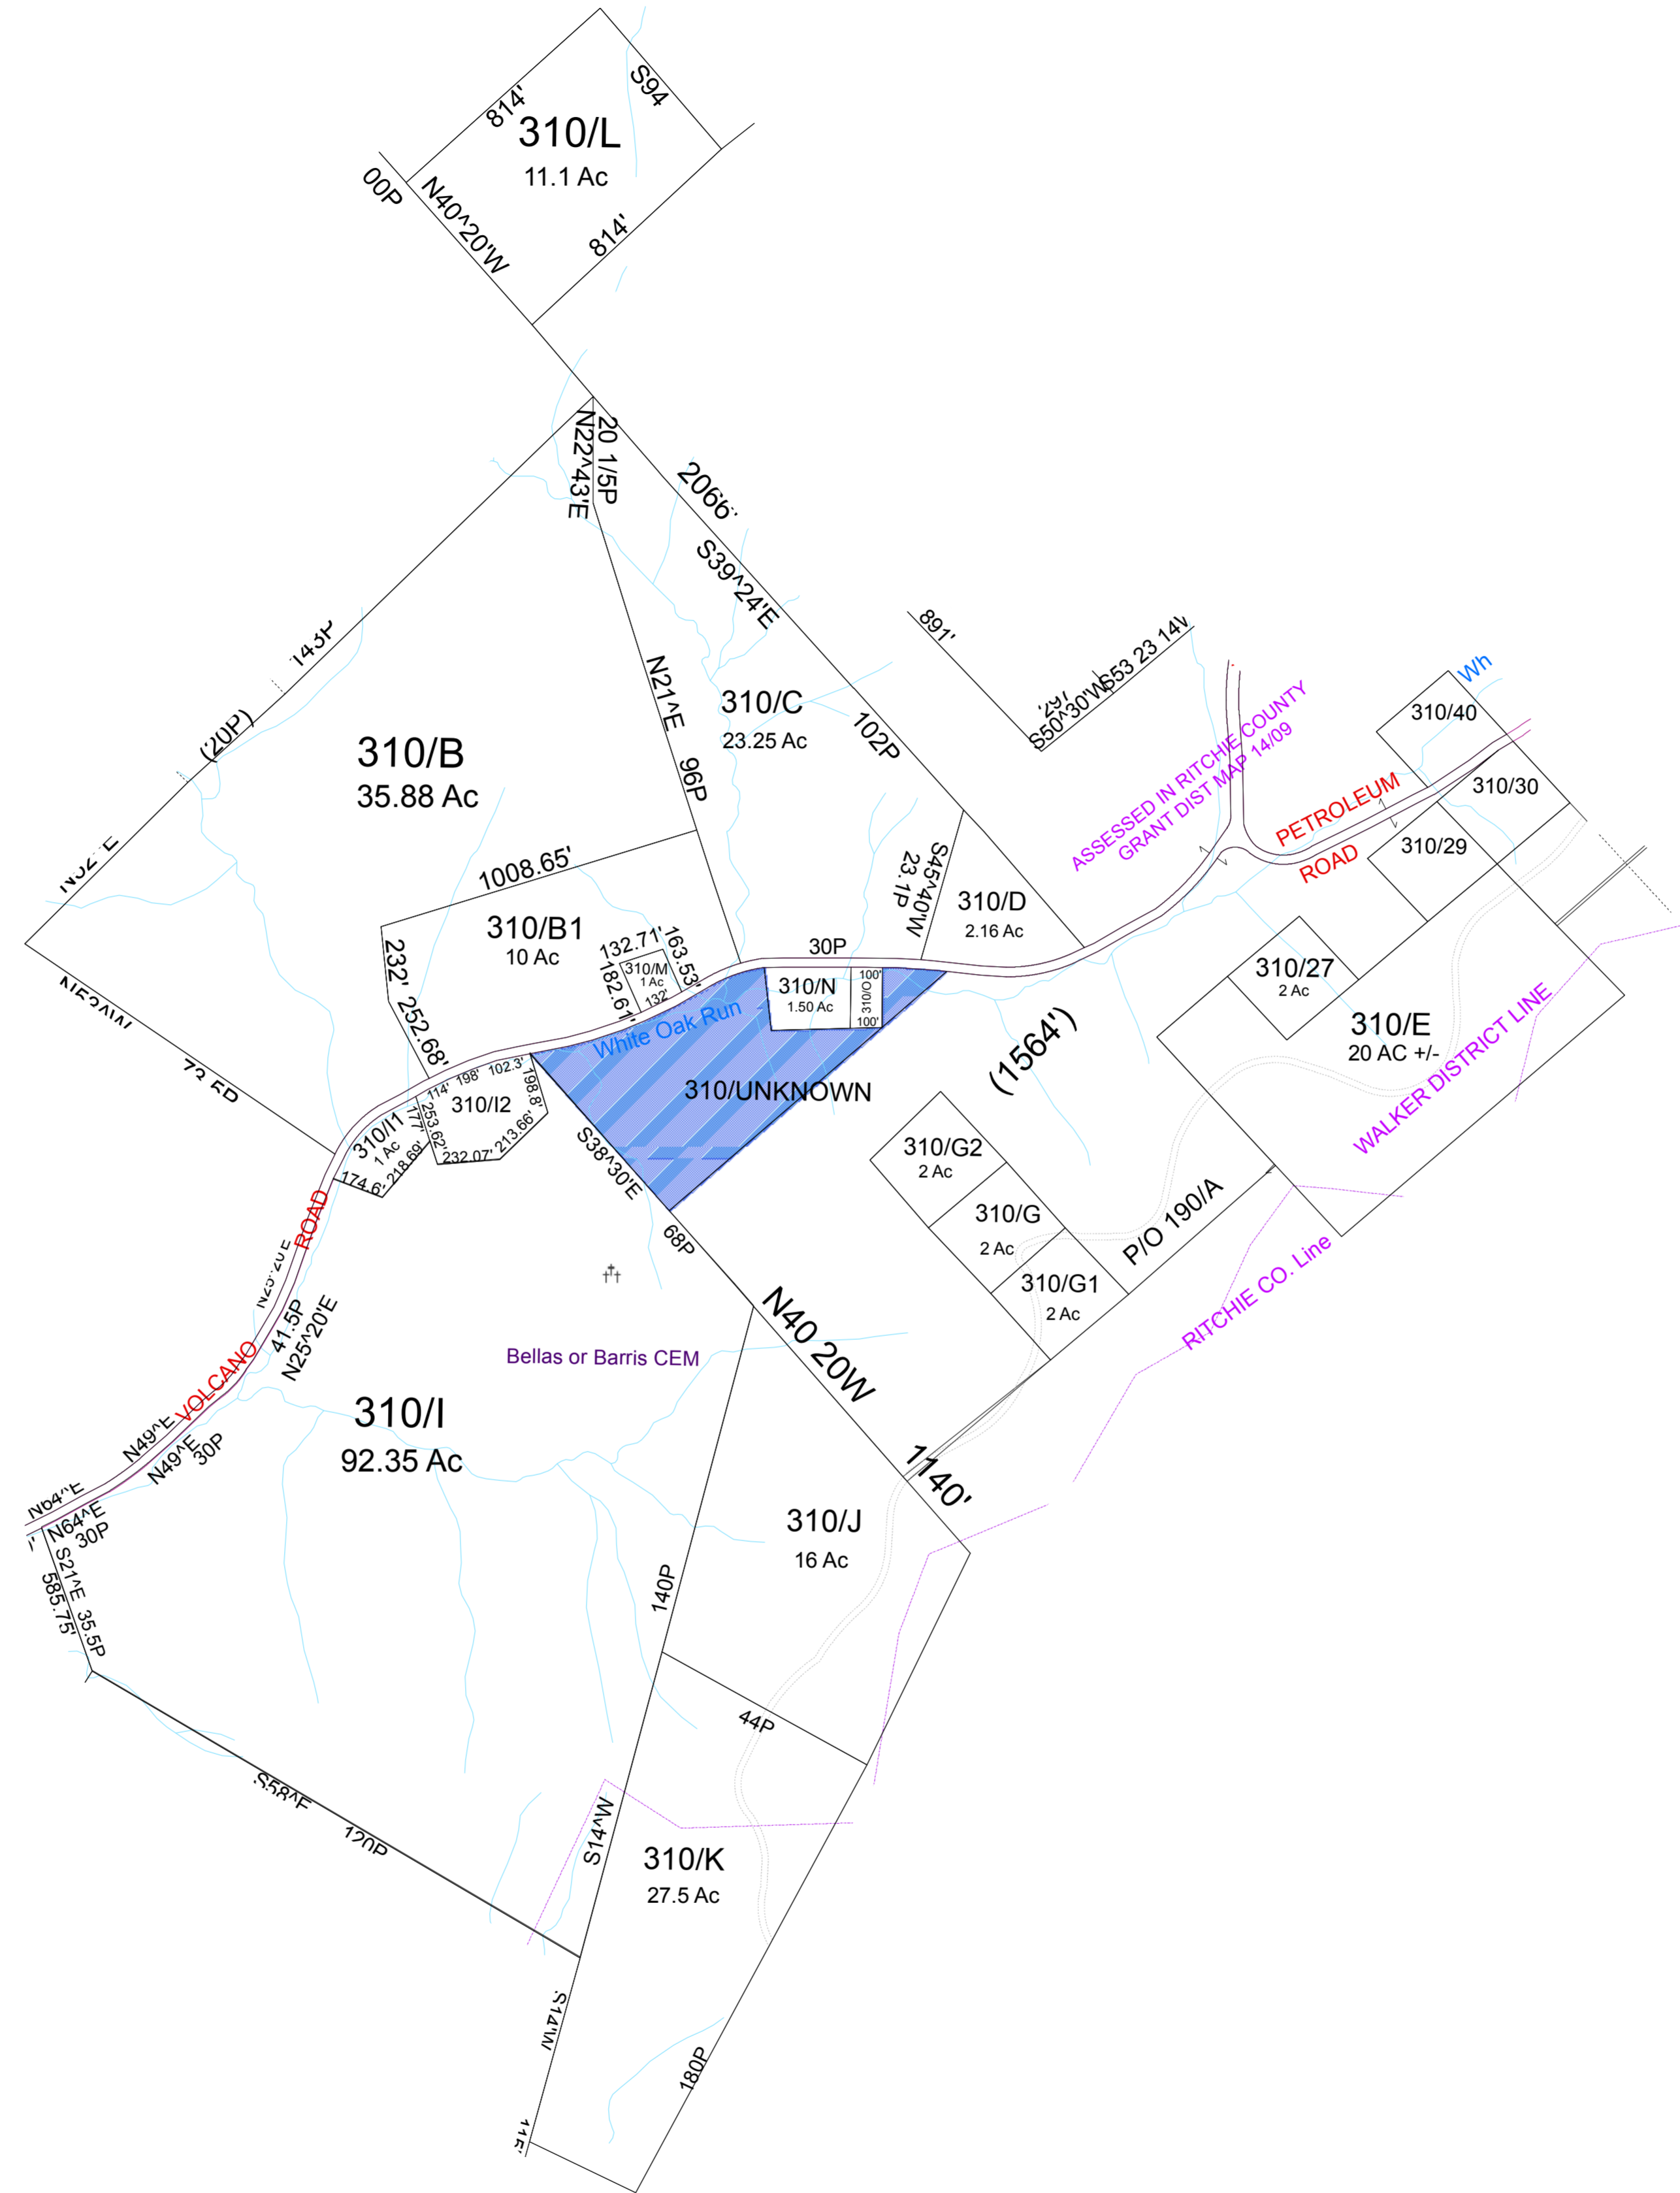 814'
S94
310/L
11.1 Ac
00P
N40^20'W
814'
20 1/5P
N22^43'E
2066'
S39^24'E
891'
S53 23 14W
S50^30'W
297'
143P
(20P)
N21^E
96P
310/C
23.25 Ac
102P
310/B
35.88 Ac
ASSESSED IN RITCHIE COUNTY
GRANT DIST MAP 14/09
Wh
310/40
310/30
PETROLEUM
ROAD
310/29
1008.65'
S45^40'W
23.1P
310/D
2.16 Ac
310/B1
10 Ac
232'
252.68'
132.71'
163.53'
310/M
1 Ac
132'
182.61'
30P
310/N
1.50 Ac
100'
310/O
100'
310/27
2 Ac
310/E
20 AC +/-
WALKER DISTRICT LINE
White Oak Run
(1564')
310/UNKNOWN
N53^W
73.5P
114'
198'
102.3'
198.8'
310/I2
253.62'
177'
232.07'
213.66'
310/I1
1 Ac
218.69'
174.6'
S38^30'E
68P
310/G2
2 Ac
310/G
2 Ac
310/G1
2 Ac
P/O 190/A
RITCHIE CO. Line
ROAD
N25^20'E
41.5P
N25^20'E
VOLCANO
N40 20W
1140'
Bellas or Barris CEM
310/I
92.35 Ac
N49^E
N49^E
30P
N64^E
N64^E
30P
S21^E 35.5P
585.75'
310/J
16 Ac
140P
44P
S58^E
120P
S14^W
310/K
27.5 Ac
S14'W
180P